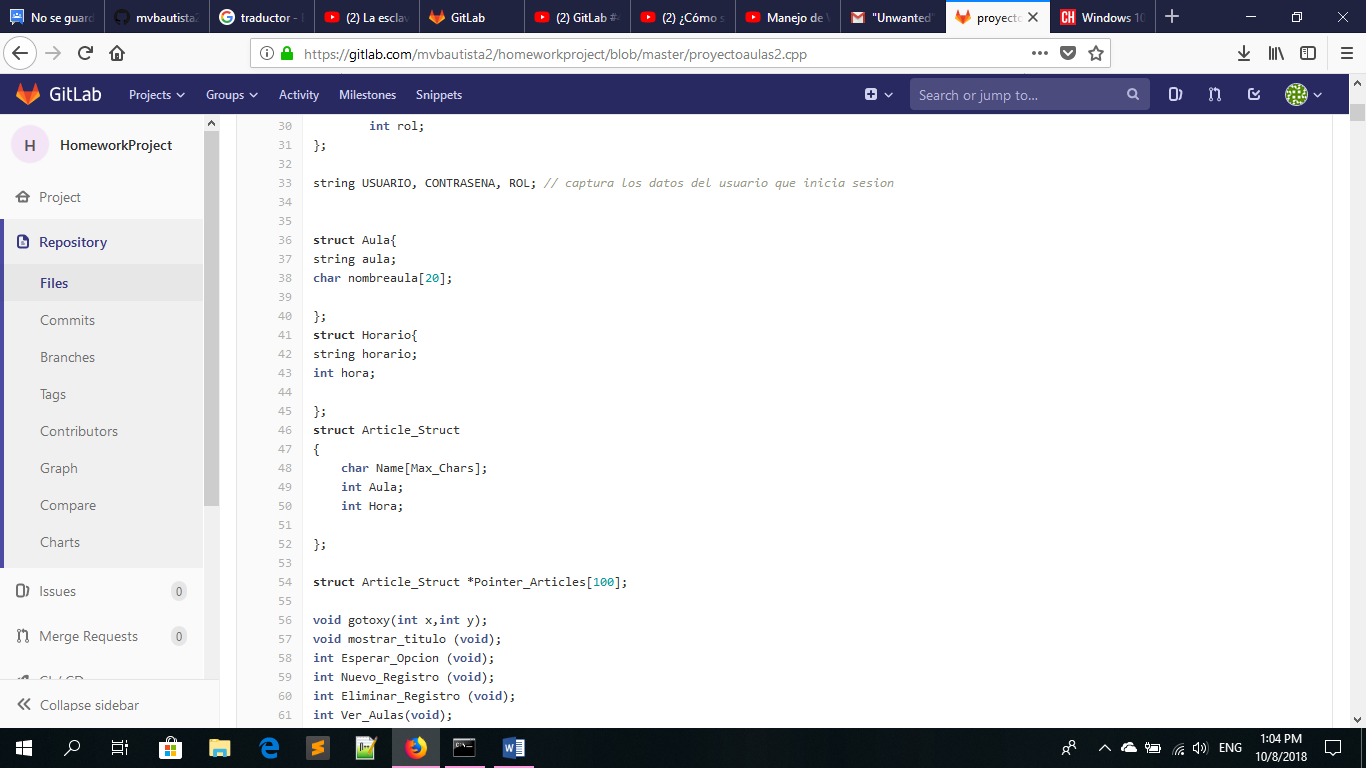 No se guard
mvbautista2
traductor -
(2) La esclav
GitLab
(2) GitLab #
(2) ¿Cómo s
Manejo de V
"Unwanted"
proyecto
CH Windows 10
https://gitlab.com/mvbautista2/homeworkproject/blob/master/proyectoaulas2.cpp
GitLab Projects Groups Activity Milestones Snippets Search or jump to...
H HomeworkProject
Project
Repository
Files
Commits
Branches
Tags
Contributors
Graph
Compare
Charts
Issues 0
Merge Requests 0
CI / CD
Collapse sidebar
30 int rol;
31 };
32
33 string USUARIO, CONTRASENA, ROL; // captura los datos del usuario que inicia sesion
34
35
36 struct Aula{
37 string aula;
38 char nombreaula[20];
39
40 };
41 struct Horario{
42 string horario;
43 int hora;
44
45 };
46 struct Article_Struct
47 {
48 char Name[Max_Chars];
49 int Aula;
50 int Hora;
51
52 };
53
54 struct Article_Struct *Pointer_Articles[100];
55
56 void gotoxy(int x,int y);
57 void mostrar_titulo (void);
58 int Esperar_Opcion (void);
59 int Nuevo_Registro (void);
60 int Eliminar_Registro (void);
61 int Ver_Aulas(void);
ENG
1:04 PM
10/8/2018